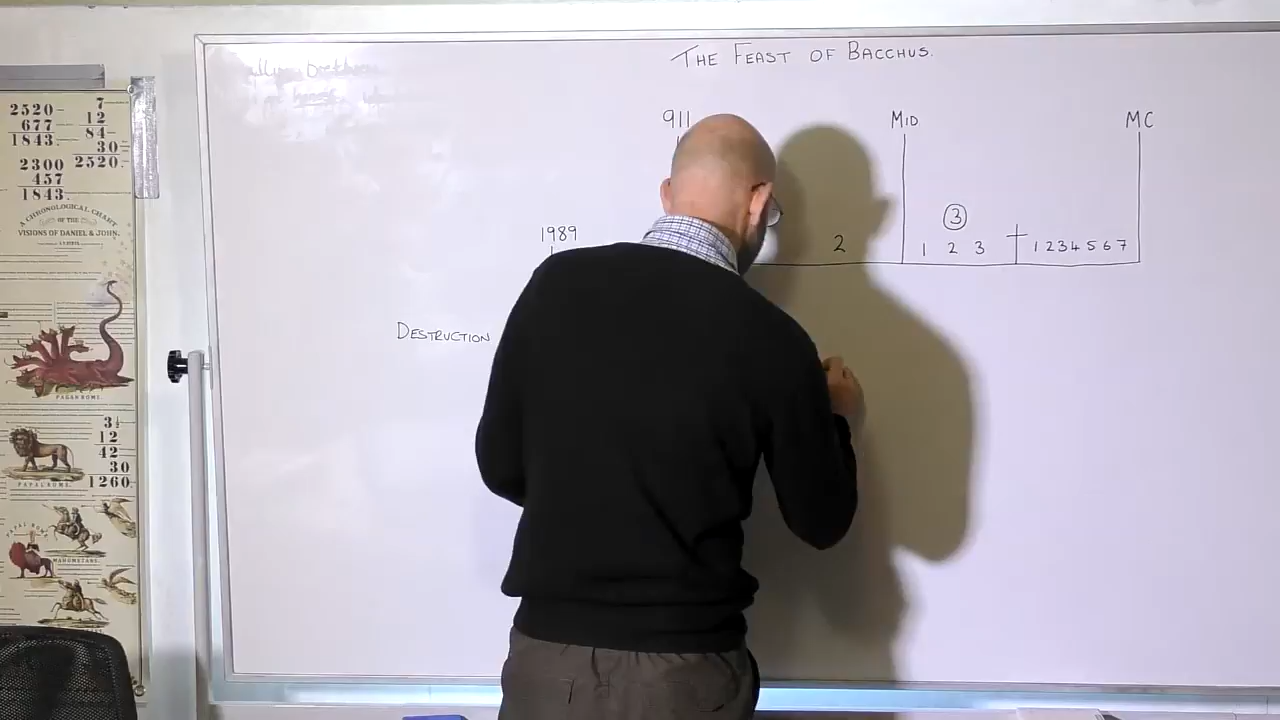 THE FEAST OF BACCHUS.
911
MID
MC
1989
2
3
1 2 3
1 2 3 4 5 6 7
DESTRUCTION
2520
677
1843.
7
12
84
30
2520.
2300
457
1843.
A CHRONOLOGICAL CHART
OF THE
VISIONS OF DANIEL & JOHN.
PAGAN ROME.
3½
12
42
30
1260
PAPAL ROME.
MAHOMETANS.